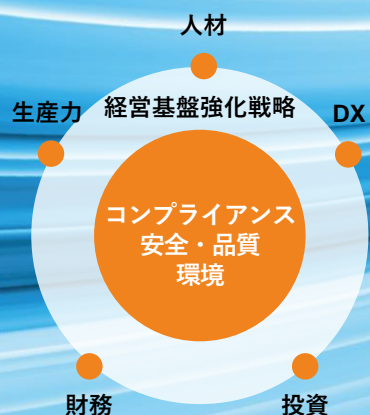 人材
生産力
経営基盤強化戦略
DX
コンプライアンス
安全・品質
環境
財務
投資